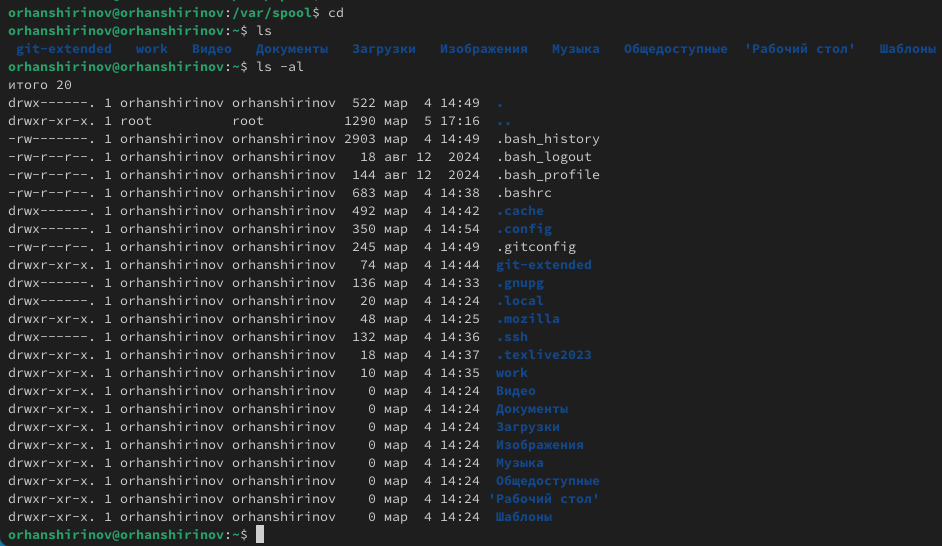 orhanshirinov@orhanshirinov:/var/spool$ cd
orhanshirinov@orhanshirinov:~$ ls
git-extended   work   Видео   Документы   Загрузки   Изображения   Музыка   Общедоступные  'Рабочий стол'   Шаблоны
orhanshirinov@orhanshirinov:~$ ls -al
итого 20
drwx------. 1 orhanshirinov orhanshirinov  522 мар  4 14:49  .
drwxr-xr-x. 1 root          root          1290 мар  5 17:16  ..
-rw-------. 1 orhanshirinov orhanshirinov 2903 мар  4 14:49  .bash_history
-rw-r--r--. 1 orhanshirinov orhanshirinov   18 авг 12  2024  .bash_logout
-rw-r--r--. 1 orhanshirinov orhanshirinov  144 авг 12  2024  .bash_profile
-rw-r--r--. 1 orhanshirinov orhanshirinov  683 мар  4 14:38  .bashrc
drwx------. 1 orhanshirinov orhanshirinov  492 мар  4 14:42  .cache
drwx------. 1 orhanshirinov orhanshirinov  350 мар  4 14:54  .config
-rw-r--r--. 1 orhanshirinov orhanshirinov  245 мар  4 14:49  .gitconfig
drwxr-xr-x. 1 orhanshirinov orhanshirinov   74 мар  4 14:44  git-extended
drwx------. 1 orhanshirinov orhanshirinov  136 мар  4 14:33  .gnupg
drwx------. 1 orhanshirinov orhanshirinov   20 мар  4 14:24  .local
drwxr-xr-x. 1 orhanshirinov orhanshirinov   48 мар  4 14:25  .mozilla
drwx------. 1 orhanshirinov orhanshirinov  132 мар  4 14:36  .ssh
drwxr-xr-x. 1 orhanshirinov orhanshirinov   18 мар  4 14:37  .texlive2023
drwxr-xr-x. 1 orhanshirinov orhanshirinov   10 мар  4 14:35  work
drwxr-xr-x. 1 orhanshirinov orhanshirinov    0 мар  4 14:24  Видео
drwxr-xr-x. 1 orhanshirinov orhanshirinov    0 мар  4 14:24  Документы
drwxr-xr-x. 1 orhanshirinov orhanshirinov    0 мар  4 14:24  Загрузки
drwxr-xr-x. 1 orhanshirinov orhanshirinov    0 мар  4 14:24  Изображения
drwxr-xr-x. 1 orhanshirinov orhanshirinov    0 мар  4 14:24  Музыка
drwxr-xr-x. 1 orhanshirinov orhanshirinov    0 мар  4 14:24  Общедоступные
drwxr-xr-x. 1 orhanshirinov orhanshirinov    0 мар  4 14:24 'Рабочий стол'
drwxr-xr-x. 1 orhanshirinov orhanshirinov    0 мар  4 14:24  Шаблоны
orhanshirinov@orhanshirinov:~$